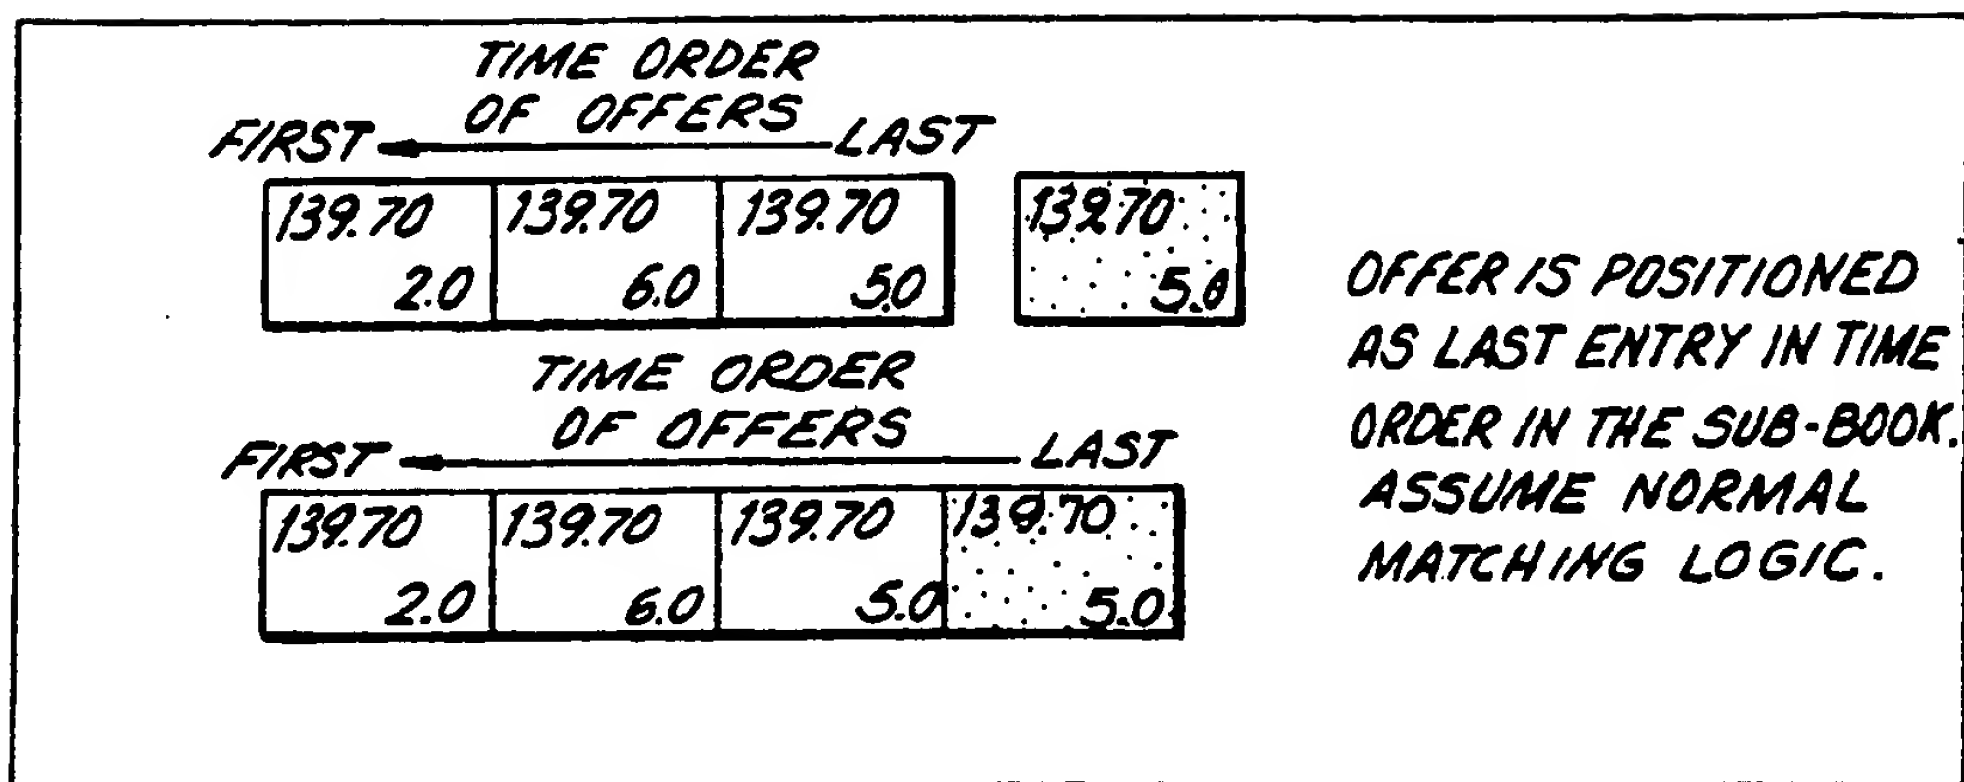 TIME ORDER
OF OFFERS
FIRST LAST
139.70 139.70 139.70 139.70
2.0 6.0 5.0 5.0
TIME ORDER
OF OFFERS
FIRST LAST
139.70 139.70 139.70 139.70
2.0 6.0 5.0 5.0
OFFER IS POSITIONED
AS LAST ENTRY IN TIME
ORDER IN THE SUB-BOOK.
ASSUME NORMAL
MATCHING LOGIC.